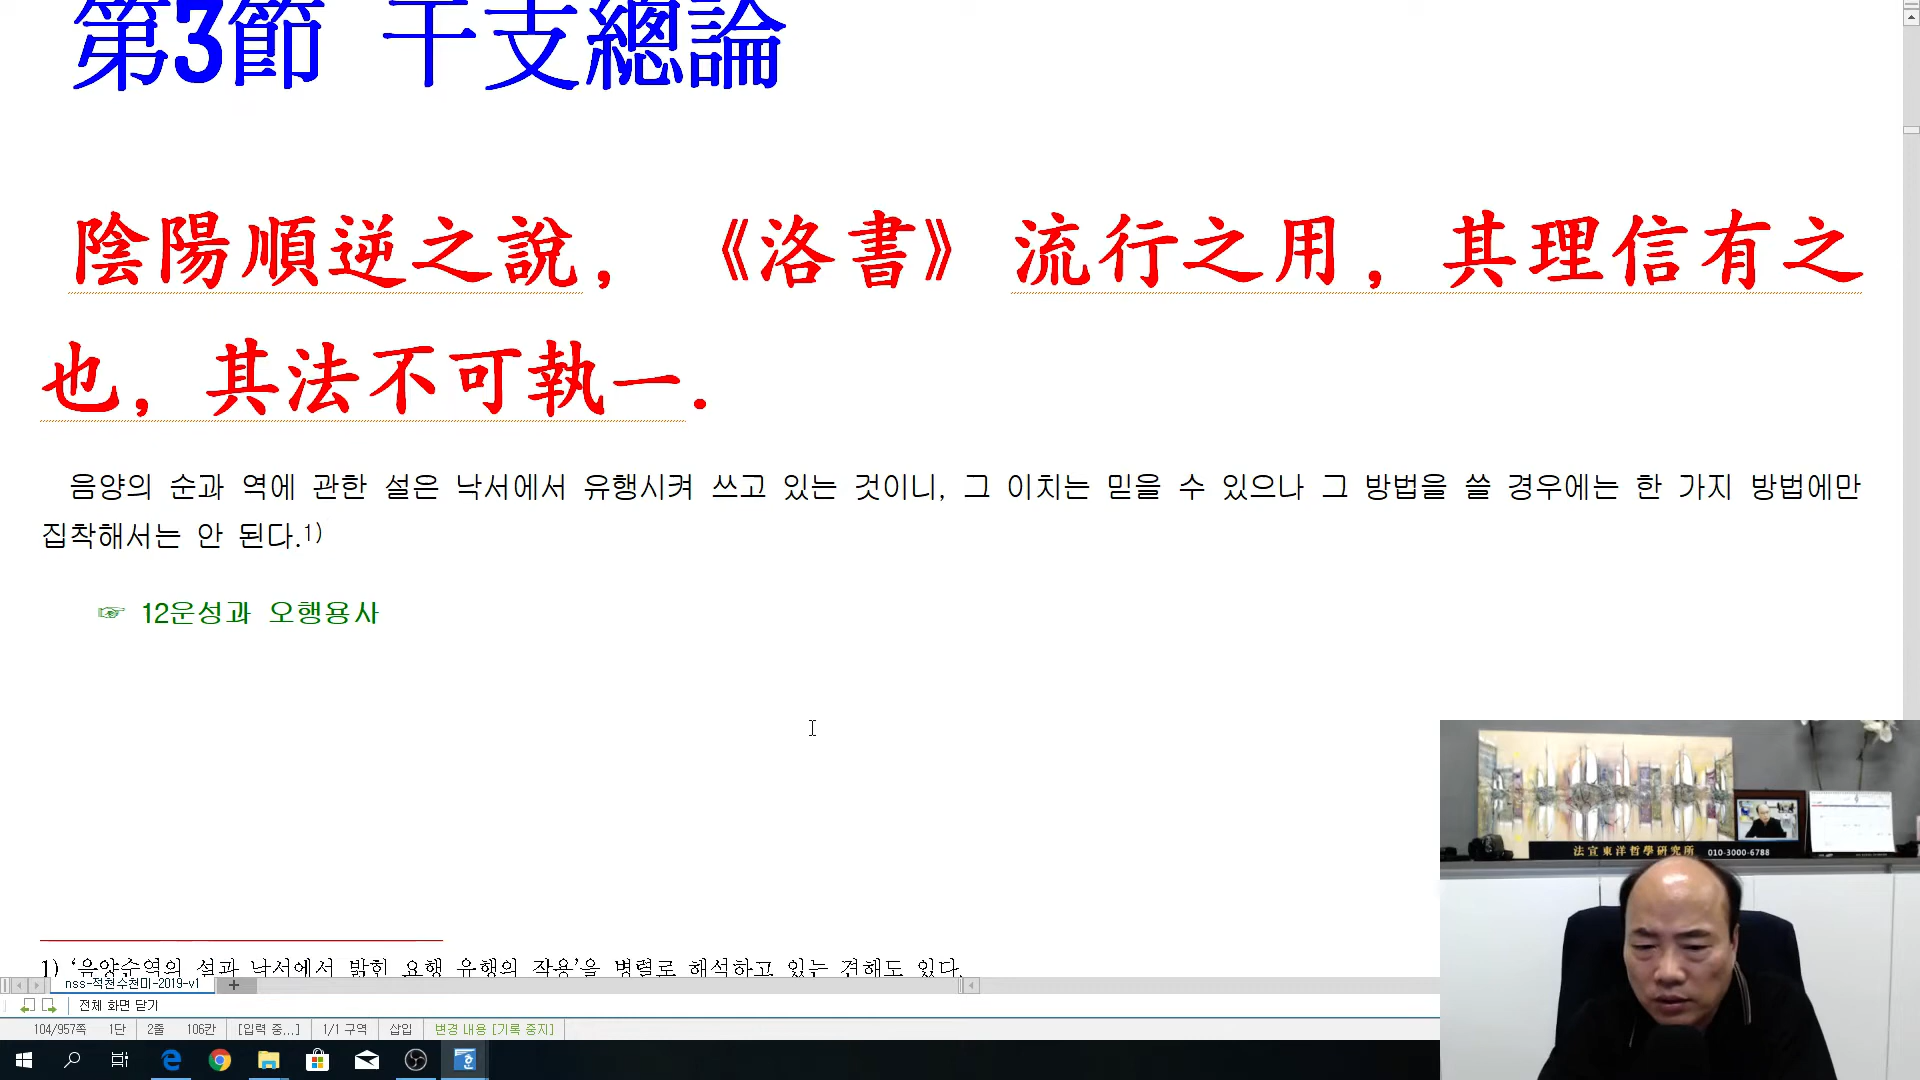 第3節 干支總論
陰陽順逆之說, 《洛書》 流行之用, 其理信有之
也, 其法不可執一.
음양의 순과 역에 관한 설은 낙서에서 유행시켜 쓰고 있는 것이니, 그 이치는 믿을 수 있으나 그 방법을 쓸 경우에는 한 가지 방법에만
집착해서는 안 된다.1)
☞ 12운성과 오행용사
法宜東洋哲學硏究所 010-3000-6788
1) ‘음양순역의 설과 낙서에서 밝힌 요행 유행의 작용’을 병렬로 해석하고 있는 견해도 있다.
nss-적천수천미-2019-v1
전체 화면 닫기
104/957쪽 1단 2줄 106칸 [입력 중...] 1/1 구역 삽입 변경 내용 [기록 중지]